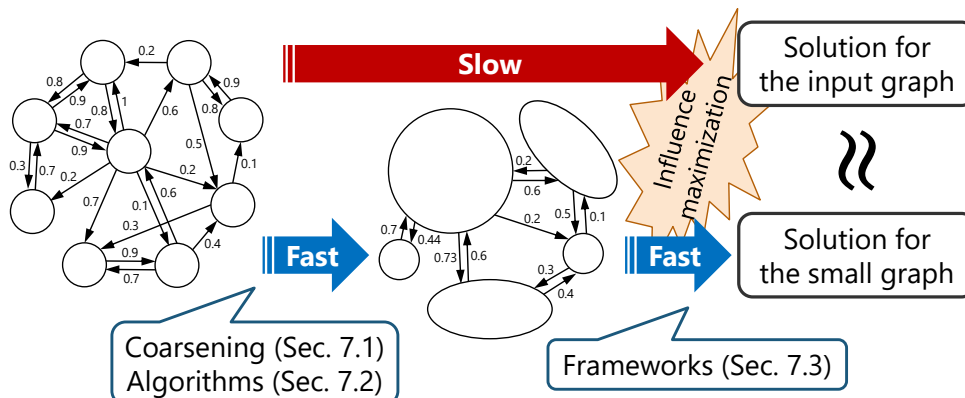 0.2
0.8
0.9
0.8
1
0.6
0.9
0.8
0.7
0.9
0.5
0.3
0.7
0.2
0.2
0.1
0.7
0.1
0.6
0.3
0.4
0.9
0.7
Slow
Influence
maximization
Solution for
the input graph
≈
0.2
0.6
0.2
0.5
0.1
0.7
0.44
0.73
0.6
0.3
0.4
Fast
Fast
Solution for
the small graph
Coarsening (Sec. 7.1)
Algorithms (Sec. 7.2)
Frameworks (Sec. 7.3)